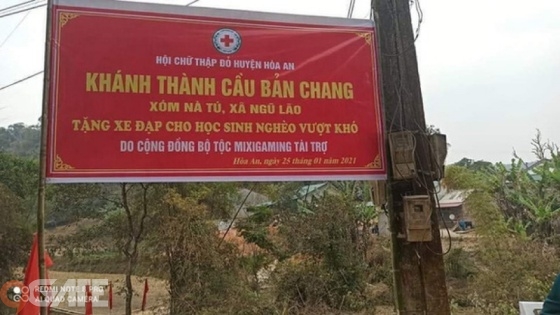 HỘI CHỮ THẬP ĐỎ HUYỆN HÒA AN
KHÁNH THÀNH CẦU BẢN CHANG
XÓM NÀ TÚ, XÃ NGŨ LÃO
TẶNG XE ĐẠP CHO HỌC SINH NGHÈO VƯỢT KHÓ
DO CỘNG ĐỒNG BỘ TỘC MIXIGAMING TÀI TRỢ
Hòa An, ngày 25 tháng 01 năm 2021
REDMI NOTE 8 PRO
AI QUAD CAMERA